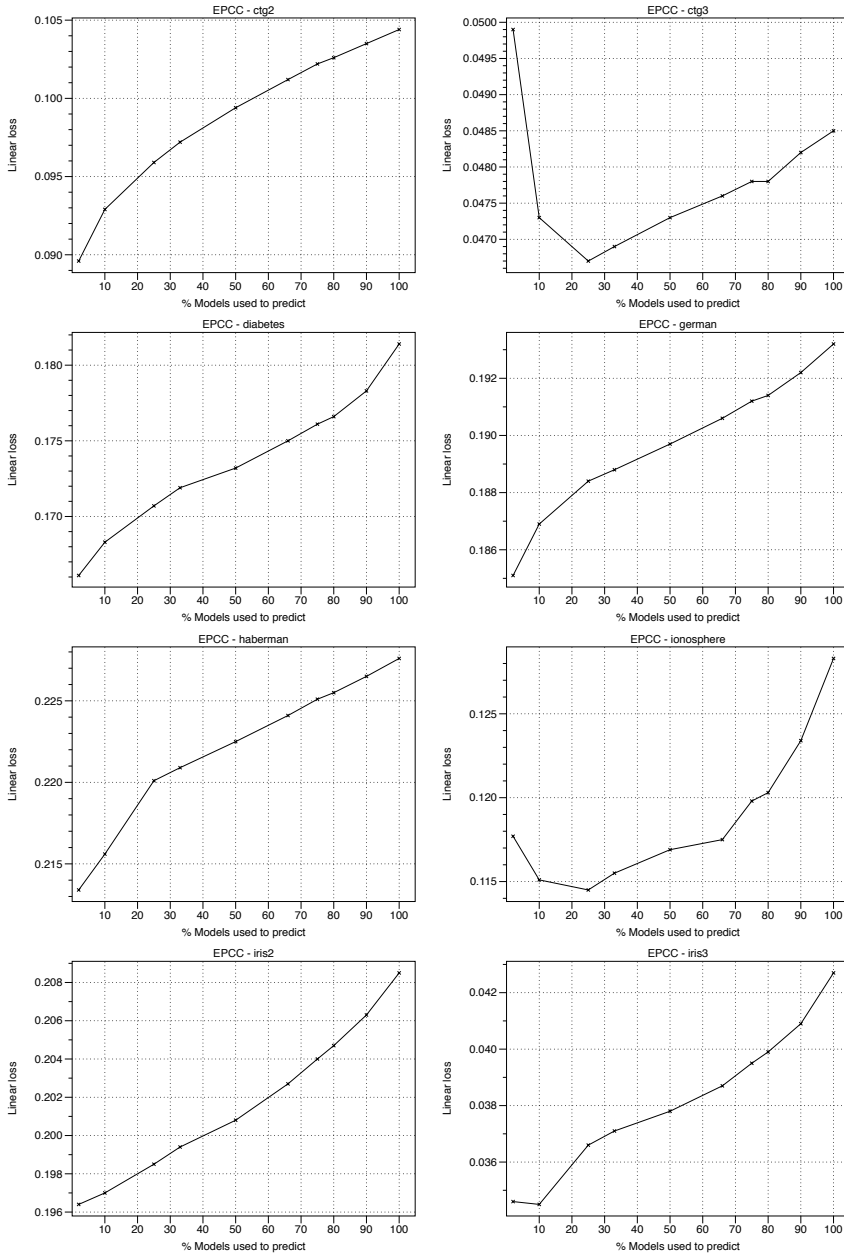 EPCC - ctg2
0.105
0.100
0.095
0.090
Linear loss
10 20 30 40 50 60 70 80 90 100
% Models used to predict
EPCC - ctg3
0.0500
0.0495
0.0490
0.0485
0.0480
0.0475
0.0470
Linear loss
10 20 30 40 50 60 70 80 90 100
% Models used to predict
EPCC - diabetes
0.180
0.175
0.170
Linear loss
10 20 30 40 50 60 70 80 90 100
% Models used to predict
EPCC - german
0.192
0.190
0.188
0.186
Linear loss
10 20 30 40 50 60 70 80 90 100
% Models used to predict
EPCC - haberman
0.225
0.220
0.215
Linear loss
10 20 30 40 50 60 70 80 90 100
% Models used to predict
EPCC - ionosphere
0.125
0.120
0.115
Linear loss
10 20 30 40 50 60 70 80 90 100
% Models used to predict
EPCC - iris2
0.208
0.206
0.204
0.202
0.200
0.198
0.196
Linear loss
10 20 30 40 50 60 70 80 90 100
% Models used to predict
EPCC - iris3
0.042
0.040
0.038
0.036
Linear loss
10 20 30 40 50 60 70 80 90 100
% Models used to predict